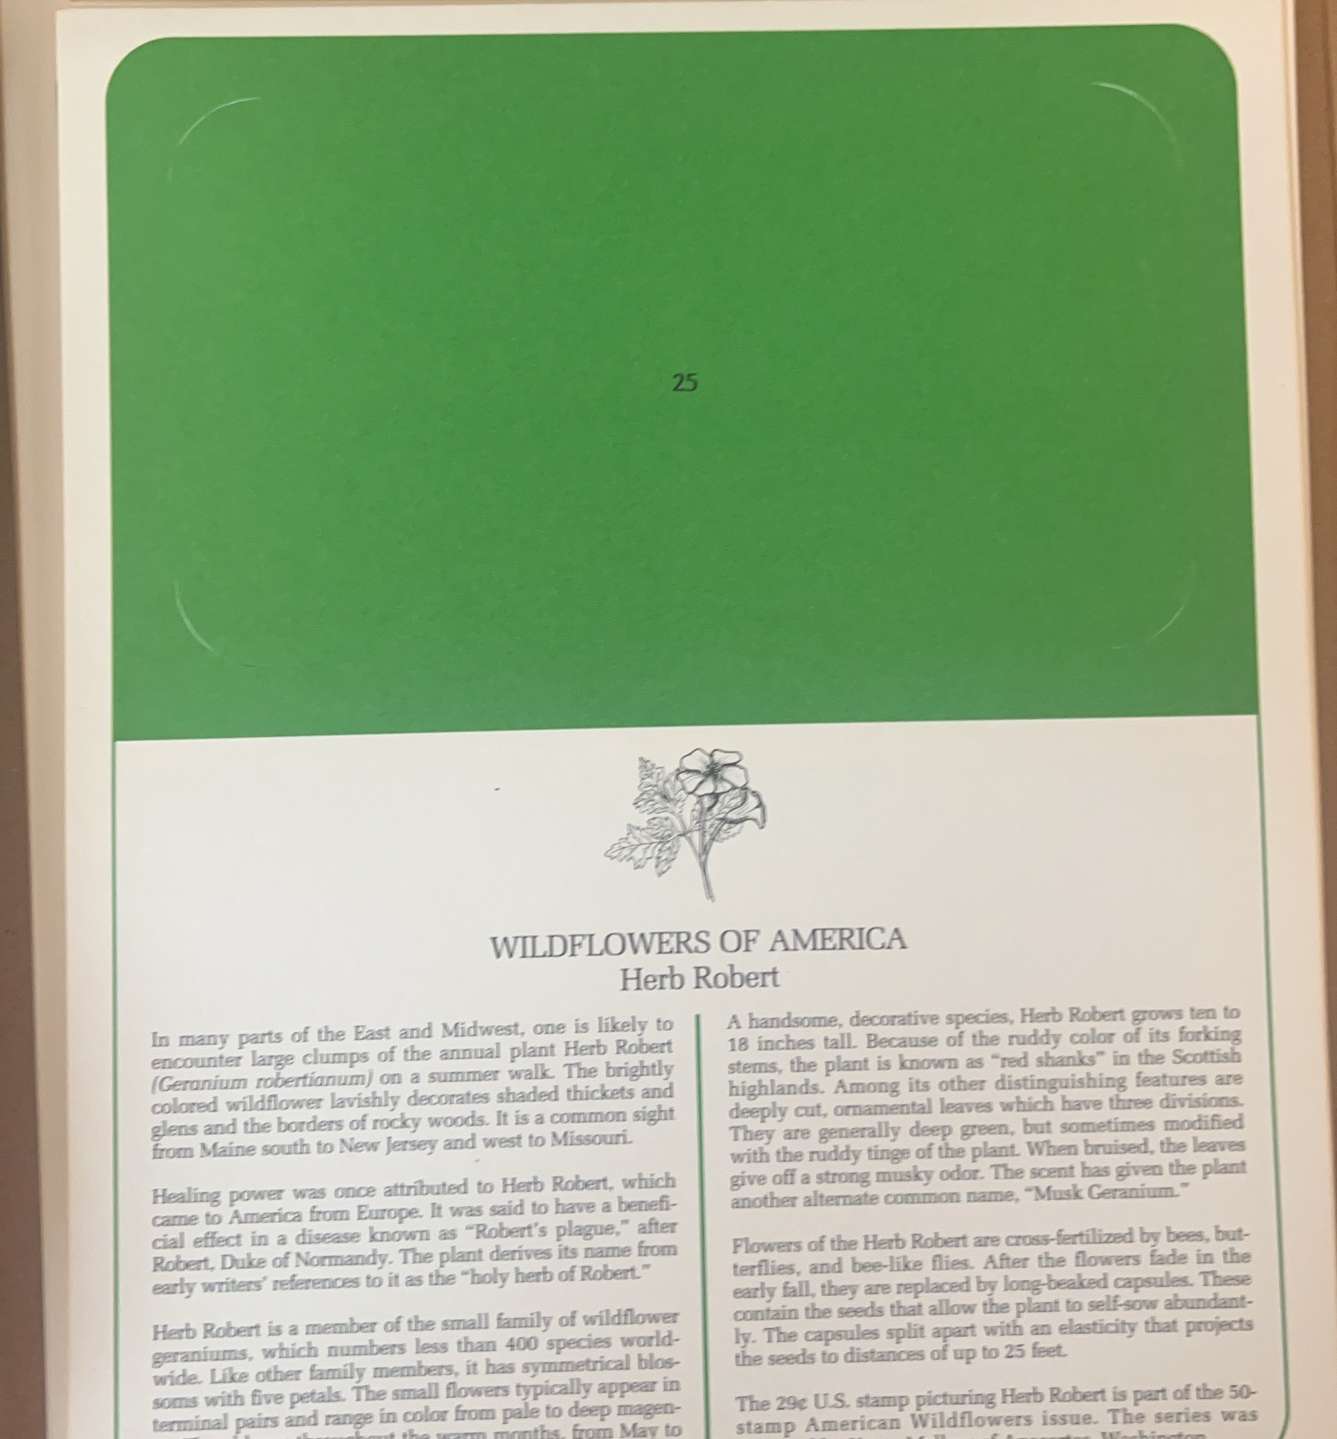 25
WILDFLOWERS OF AMERICA
Herb Robert
In many parts of the East and Midwest, one is likely to
encounter large clumps of the annual plant Herb Robert
(Geranium robertianum) on a summer walk. The brightly
colored wildflower lavishly decorates shaded thickets and
glens and the borders of rocky woods. It is a common sight
from Maine south to New Jersey and west to Missouri.
Healing power was once attributed to Herb Robert, which
came to America from Europe. It was said to have a benefi-
cial effect in a disease known as “Robert’s plague,” after
Robert, Duke of Normandy. The plant derives its name from
early writers’ references to it as the “holy herb of Robert.”
Herb Robert is a member of the small family of wildflower
geraniums, which numbers less than 400 species world-
wide. Like other family members, it has symmetrical blos-
soms with five petals. The small flowers typically appear in
terminal pairs and range in color from pale to deep magen-
the warm months, from May to
A handsome, decorative species, Herb Robert grows ten to
18 inches tall. Because of the ruddy color of its forking
stems, the plant is known as “red shanks” in the Scottish
highlands. Among its other distinguishing features are
deeply cut, ornamental leaves which have three divisions.
They are generally deep green, but sometimes modified
with the ruddy tinge of the plant. When bruised, the leaves
give off a strong musky odor. The scent has given the plant
another alternate common name, “Musk Geranium.”
Flowers of the Herb Robert are cross-fertilized by bees, but-
terflies, and bee-like flies. After the flowers fade in the
early fall, they are replaced by long-beaked capsules. These
contain the seeds that allow the plant to self-sow abundant-
ly. The capsules split apart with an elasticity that projects
the seeds to distances of up to 25 feet.
The 29¢ U.S. stamp picturing Herb Robert is part of the 50-
stamp American Wildflowers issue. The series was